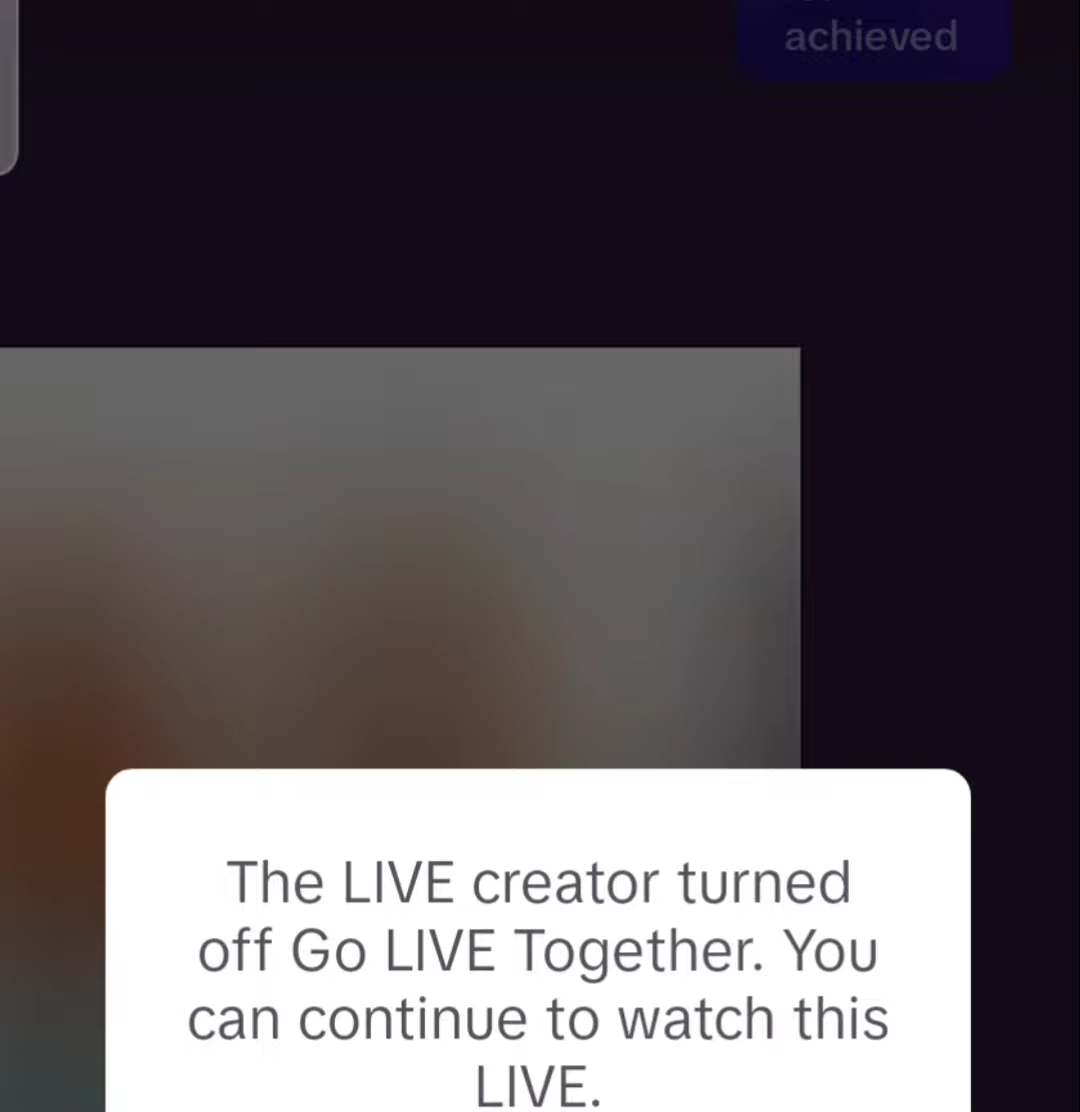 achieved
The LIVE creator turned
off Go LIVE Together. You
can continue to watch this
LIVE.